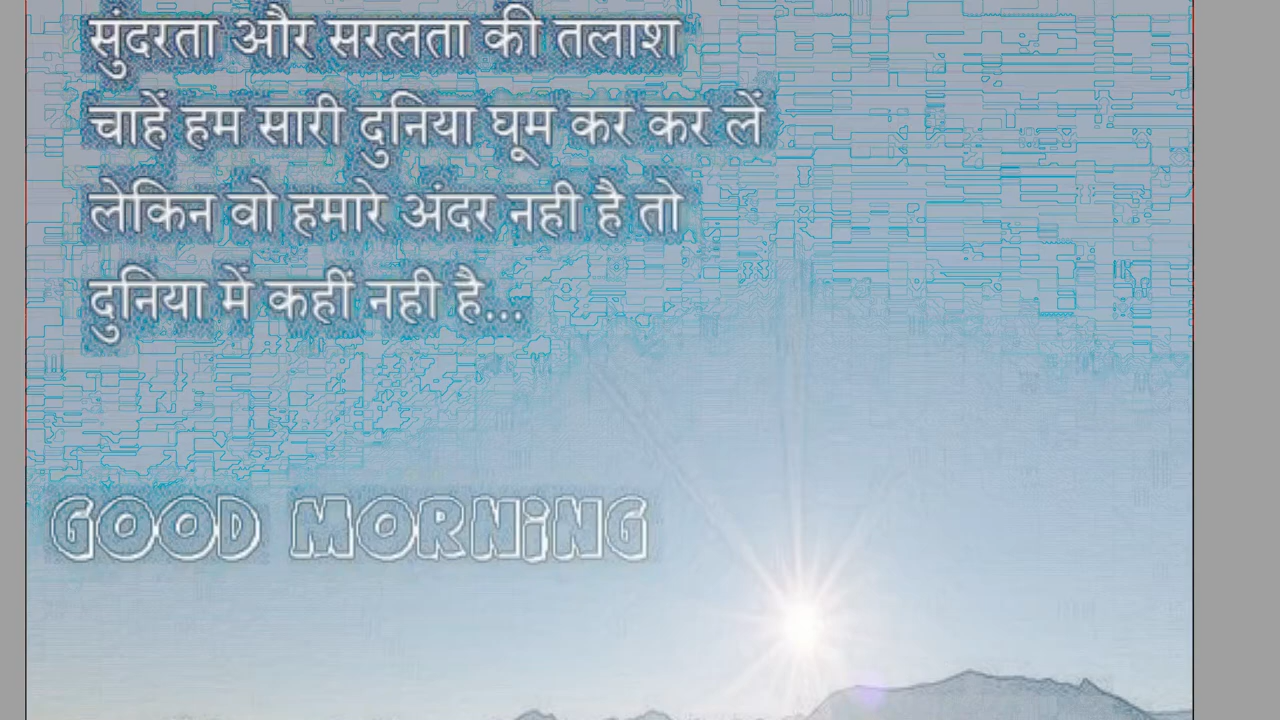 सुंदरता और सरलता की तलाश
चाहें हम सारी दुनिया घूम कर कर लें
लेकिन वो हमारे अंदर नही है तो
दुनिया में कहीं नही है...
GOOD MORNiNG